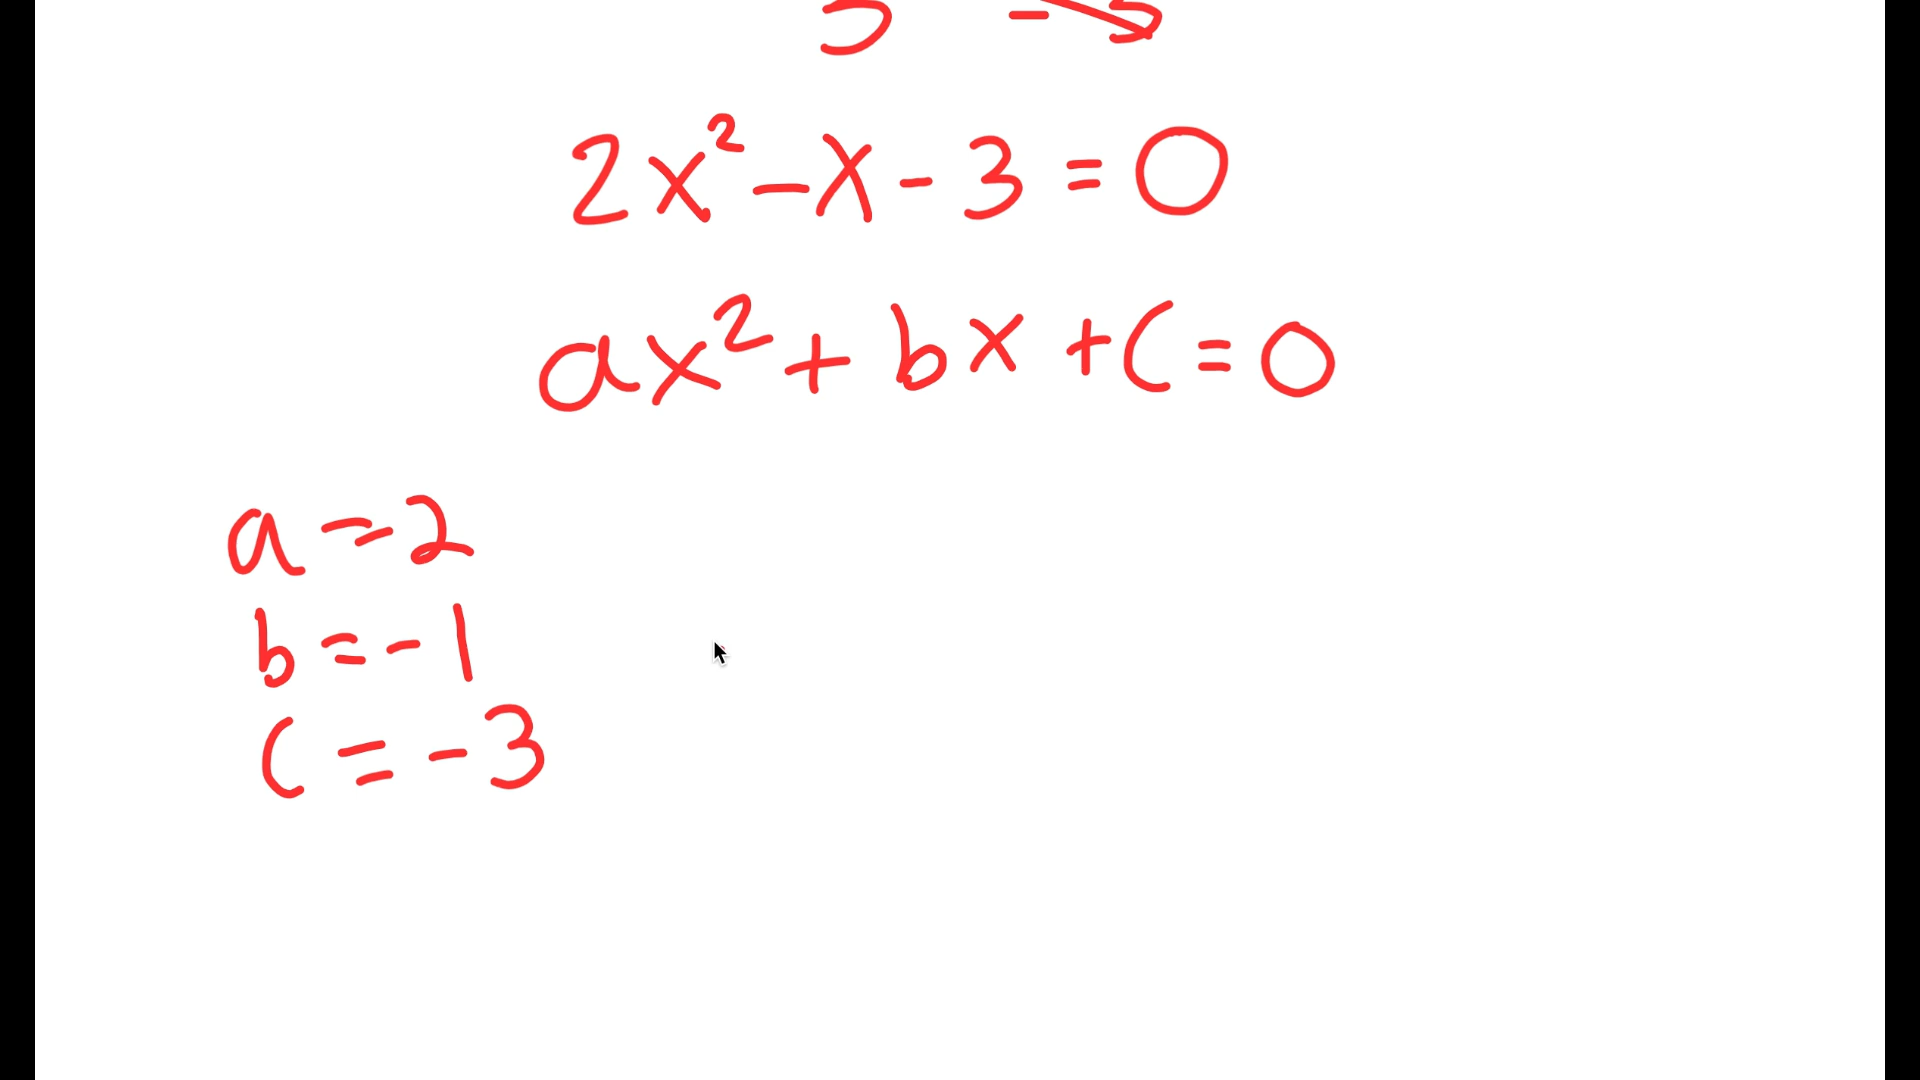 2x² - x - 3 = 0
ax² + bx + c = 0
a = 2
b = -1
c = -3